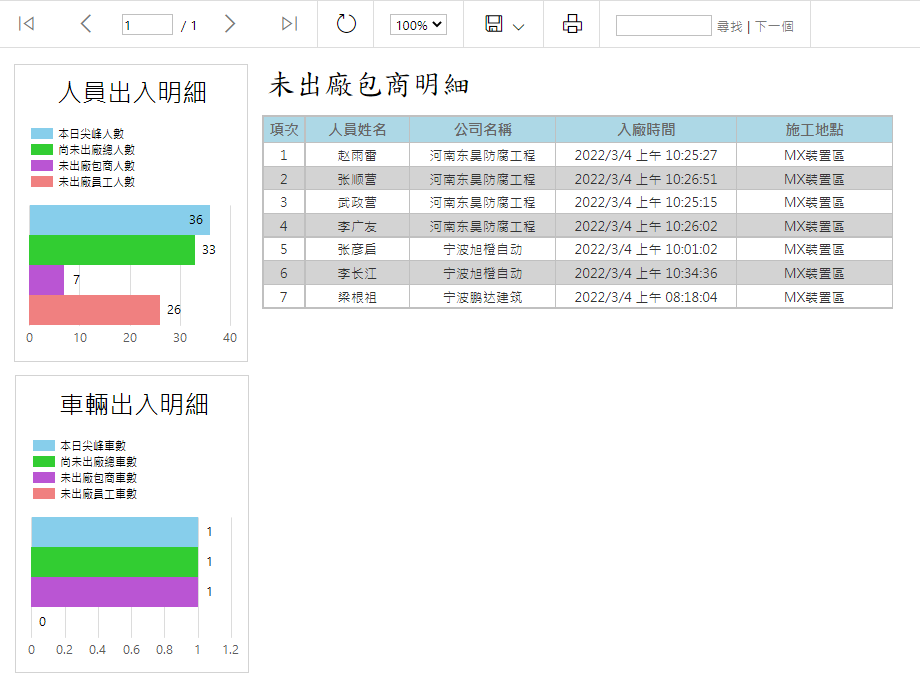 1 / 1 100% 尋找 | 下一個
人員出入明細
本日尖峰人數
尚未出廠總人數
未出廠包商人數
未出廠員工人數
36
33
7
26
0 10 20 30 40
車輛出入明細
本日尖峰車數
尚未出廠總車數
未出廠包商車數
未出廠員工車數
1
1
1
0
0 0.2 0.4 0.6 0.8 1 1.2
未出廠包商明細
項次 人員姓名 公司名稱 入廠時間 施工地點
1 赵雨雷 河南东昊防腐工程 2022/3/4 上午 10:25:27 MX裝置區
2 张顺营 河南东昊防腐工程 2022/3/4 上午 10:26:51 MX裝置區
3 武政营 河南东昊防腐工程 2022/3/4 上午 10:25:15 MX裝置區
4 李广友 河南东昊防腐工程 2022/3/4 上午 10:26:02 MX裝置區
5 张彦启 宁波旭橙自动 2022/3/4 上午 10:01:02 MX裝置區
6 李长江 宁波旭橙自动 2022/3/4 上午 10:34:36 MX裝置區
7 梁根祖 宁波鹏达建筑 2022/3/4 上午 08:18:04 MX裝置區